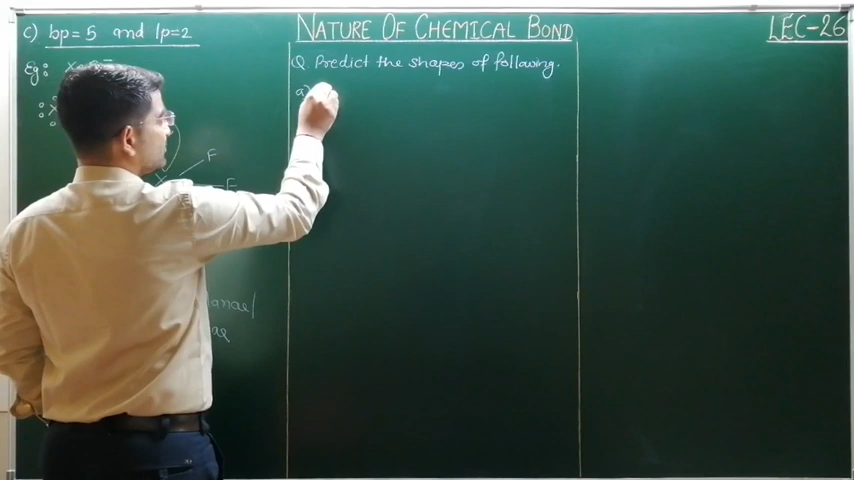 NATURE OF CHEMICAL BOND
LEC-26
c) bp = 5 and lp = 2
Eg:
F
F
Q. Predict the shapes of following.
a)